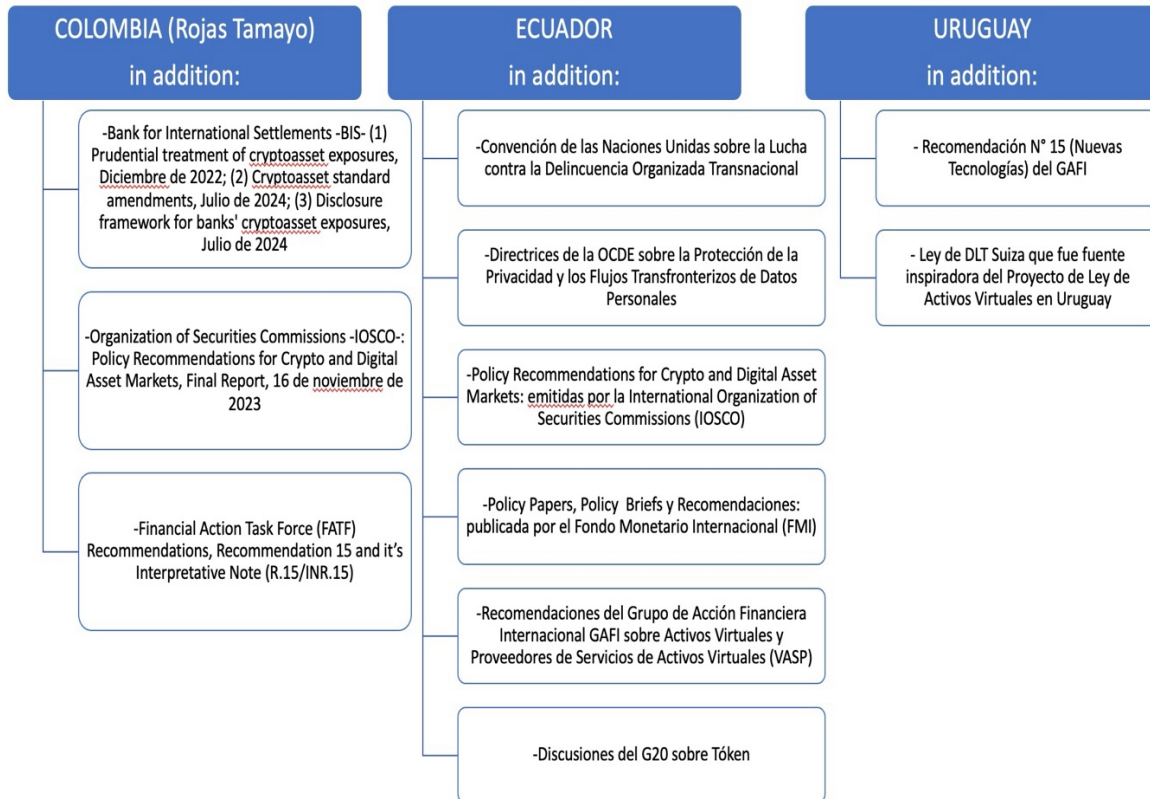 COLOMBIA (Rojas Tamayo)
in addition:
-Bank for International Settlements -BIS- (1)
Prudential treatment of cryptoasset exposures,
Diciembre de 2022; (2) Cryptoasset standard
amendments, Julio de 2024; (3) Disclosure
framework for banks' cryptoasset exposures,
Julio de 2024
-Organization of Securities Commissions -IOSCO-:
Policy Recommendations for Crypto and Digital
Asset Markets, Final Report, 16 de noviembre de
2023
-Financial Action Task Force (FATF)
Recommendations, Recommendation 15 and it's
Interpretative Note (R.15/INR.15)
ECUADOR
in addition:
-Convención de las Naciones Unidas sobre la Lucha
contra la Delincuencia Organizada Transnacional
-Directrices de la OCDE sobre la Protección de la
Privacidad y los Flujos Transfronterizos de Datos
Personales
-Policy Recommendations for Crypto and Digital Asset
Markets: emitidas por la International Organization of
Securities Commissions (IOSCO)
-Policy Papers, Policy Briefs y Recomendaciones:
publicada por el Fondo Monetario Internacional (FMI)
-Recomendaciones del Grupo de Acción Financiera
Internacional GAFI sobre Activos Virtuales y
Proveedores de Servicios de Activos Virtuales (VASP)
-Discusiones del G20 sobre Tóken
URUGUAY
in addition:
- Recomendación N° 15 (Nuevas
Tecnologías) del GAFI
- Ley de DLT Suiza que fue fuente
inspiradora del Proyecto de Ley de
Activos Virtuales en Uruguay